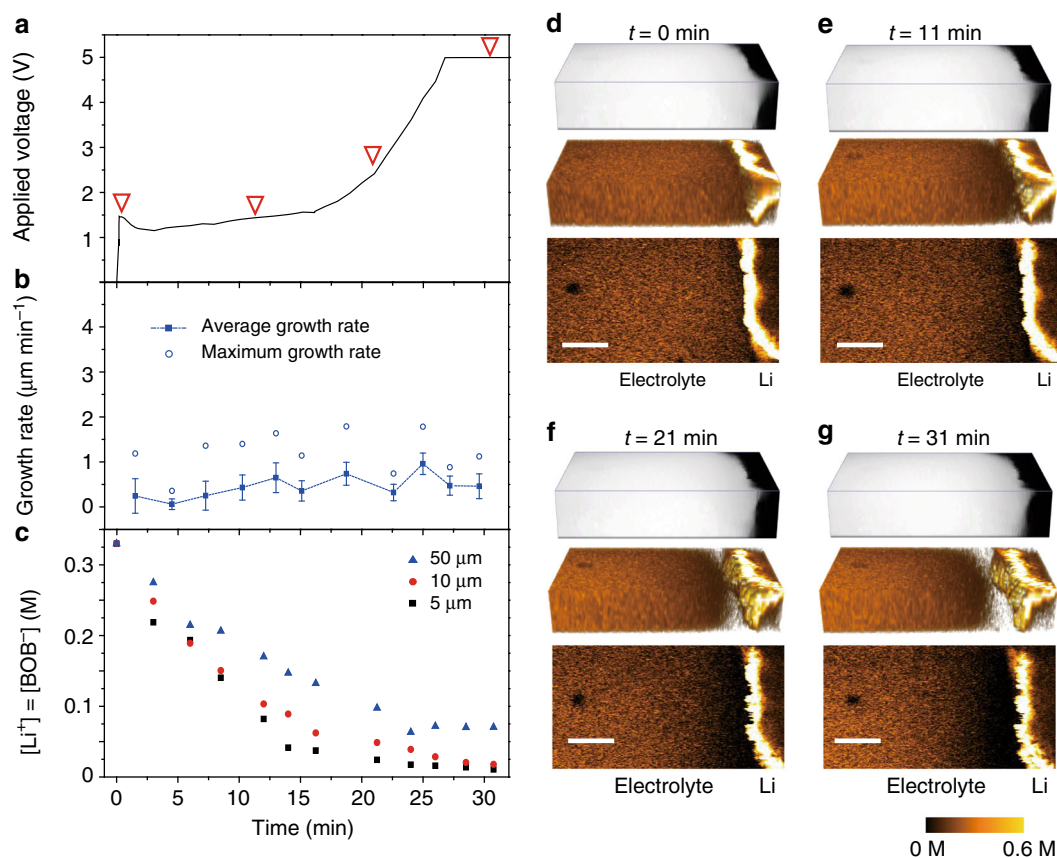 a
Applied voltage (V)
5
4
3
2
1
b
Growth rate (μm min⁻¹)
4
3
2
1
0
Average growth rate
Maximum growth rate
c
[Li⁺] = [BOB⁻] (M)
0.3
0.2
0.1
0
50 μm
10 μm
5 μm
0 5 10 15 20 25 30
Time (min)
d
t = 0 min
Electrolyte Li
e
t = 11 min
Electrolyte Li
f
t = 21 min
Electrolyte Li
g
t = 31 min
Electrolyte Li
0 M 0.6 M